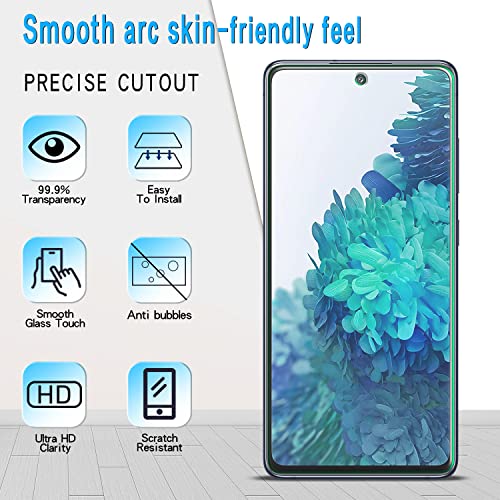 Smooth arc skin-friendly feel
PRECISE CUTOUT
99.9%
Transparency
Easy
To Install
Smooth
Glass Touch
Anti bubbles
HD
Ultra HD
Clarity
Scratch
Resistant